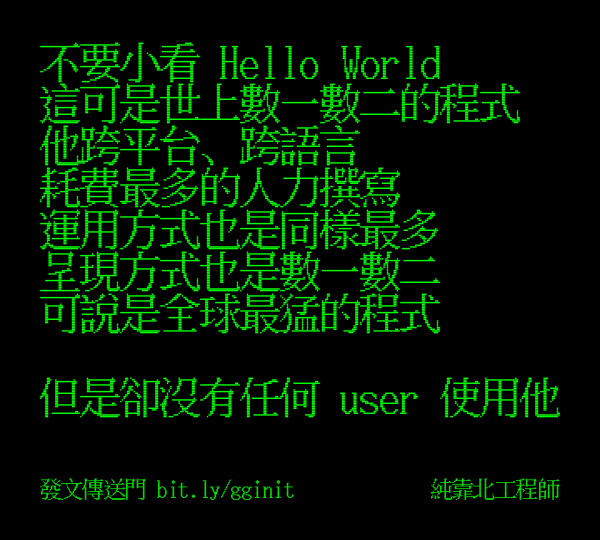 不要小看 Hello World
這可是世上數一數二的程式
他跨平台、跨語言
耗費最多的人力撰寫
運用方式也是同樣最多
呈現方式也是數一數二
可說是全球最猛的程式
但是卻沒有任何 user 使用他
發文傳送門 bit.ly/gginit
純靠北工程師